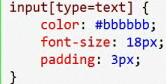 input[type=text] {
    color: #bbbbbb;
    font-size: 18px;
    padding: 3px;
}